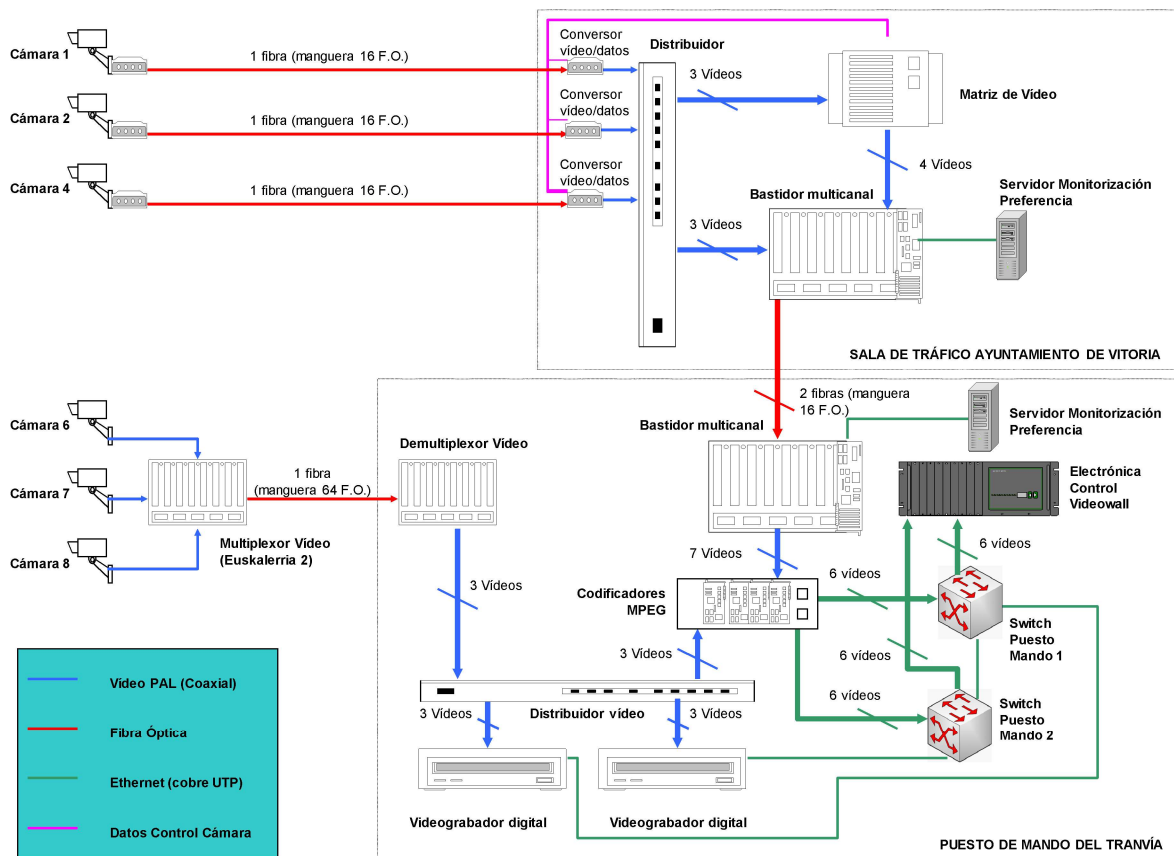 Cámara 1
1 fibra (manguera 16 F.O.)
Conversor
vídeo/datos
Distribuidor
3 Vídeos
Matriz de Vídeo
Cámara 2
1 fibra (manguera 16 F.O.)
Conversor
vídeo/datos
4 Vídeos
Cámara 4
1 fibra (manguera 16 F.O.)
Conversor
vídeo/datos
Bastidor multicanal
Servidor Monitorización
Preferencia
3 Vídeos
SALA DE TRÁFICO AYUNTAMIENTO DE VITORIA
2 fibras (manguera
16 F.O.)
Cámara 6
Demultiplexor Vídeo
Bastidor multicanal
Servidor Monitorización
Preferencia
Cámara 7
1 fibra
(manguera 64 F.O.)
Electrónica
Control
Videowall
Cámara 8
Multiplexor Vídeo
(Euskalerria 2)
7 Vídeos
6 vídeos
3 Vídeos
Codificadores
MPEG
6 vídeos
Switch
Puesto
Mando 1
3 Vídeos
6 vídeos
6 vídeos
Switch
Puesto
Mando 2
3 Vídeos
Distribuidor vídeo
3 Vídeos
Videograbador digital
Videograbador digital
PUESTO DE MANDO DEL TRANVÍA
Vídeo PAL (Coaxial)
Fibra Óptica
Ethernet (cobre UTP)
Datos Control Cámara